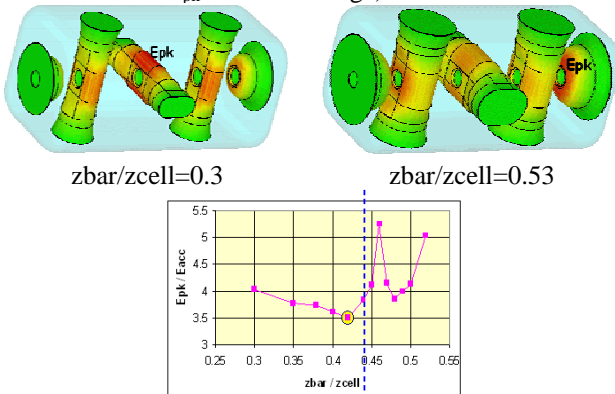 pk
Epk
Epk
zbar/zcell=0.3
zbar/zcell=0.53
Epk / Eacc
5.5
5
4.5
4
3.5
3
0.25 0.3 0.35 0.4 0.45 0.5 0.55
zbar / zcell